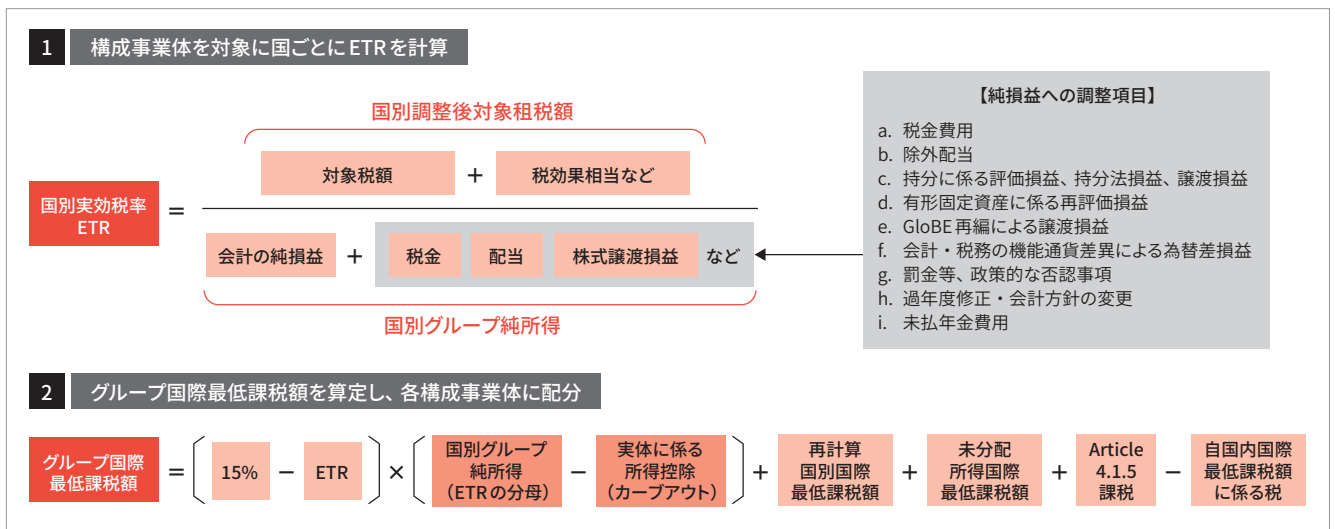 1 構成事業体を対象に国ごとにETRを計算
国別調整後対象租税額
対象税額 + 税効果相当など
国別実効税率
ETR
=
会計の純損益 + 税金 配当 株式譲渡損益 など
国別グループ純所得
【純損益への調整項目】
a. 税金費用
b. 除外配当
c. 持分に係る評価損益、持分法損益、譲渡損益
d. 有形固定資産に係る再評価損益
e. GloBE再編による譲渡損益
f. 会計・税務の機能通貨差異による為替差損益
g. 罰金等、政策的な否認事項
h. 過年度修正・会計方針の変更
i. 未払年金費用
2 グループ国際最低課税額を算定し、各構成事業体に配分
グループ国際
最低課税額
=
( 15% − ETR )
×
( 国別グループ
純所得
(ETRの分母)
−
実体に係る
所得控除
(カーブアウト) )
+
再計算
国別国際
最低課税額
+
未分配
所得国際
最低課税額
+
Article
4.1.5
課税
−
自国内国際
最低課税額
に係る税